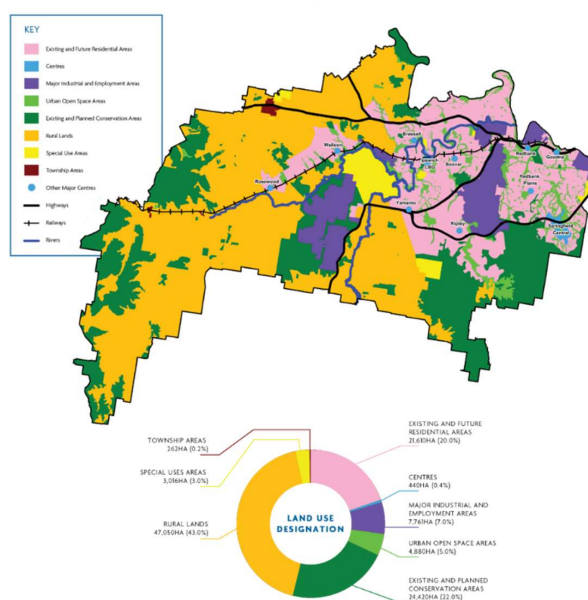 KEY
Existing and Future Residential Areas
Centres
Major Industrial and Employment Areas
Urban Open Space Areas
Existing and Planned Conservation Areas
Rural Lands
Special Use Areas
Township Areas
Other Major Centres
Highways
Railways
Rivers
Brassall
Walloon
Ipswich
City
Booval
Redbank
Goodna
Rosewood
Redbank
Plains
Yamanto
Ripley
Springfield
Central
LAND USE
DESIGNATION
TOWNSHIP AREAS
262HA (0.2%)
SPECIAL USES AREAS
3,016HA (3.0%)
RURAL LANDS
47,050HA (43.0%)
EXISTING AND FUTURE
RESIDENTIAL AREAS
21,610HA (20.0%)
CENTRES
440HA (0.4%)
MAJOR INDUSTRIAL AND
EMPLOYMENT AREAS
7,761HA (7.0%)
URBAN OPEN SPACE AREAS
4,880HA (5.0%)
EXISTING AND PLANNED
CONSERVATION AREAS
24,420HA (22.0%)